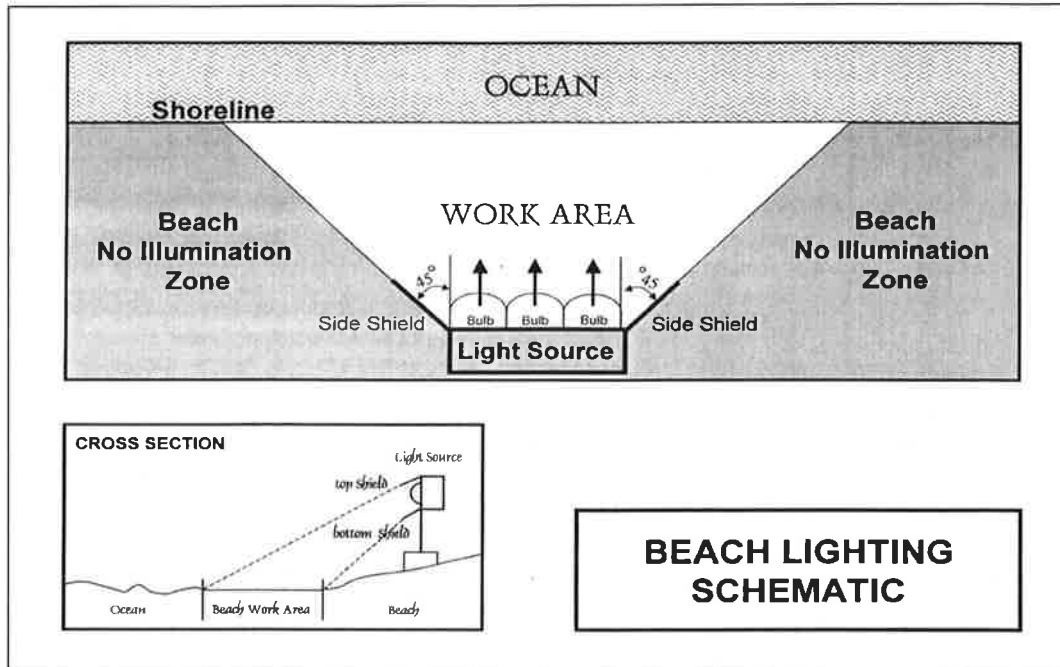 OCEAN
Shoreline
WORK AREA
Beach
No Illumination
Zone
Beach
No Illumination
Zone
45°
°45
Side Shield
Bulb
Bulb
Bulb
Side Shield
Light Source
CROSS SECTION
Light Source
top shield
bottom shield
Ocean
Beach Work Area
Beach
BEACH LIGHTING
SCHEMATIC